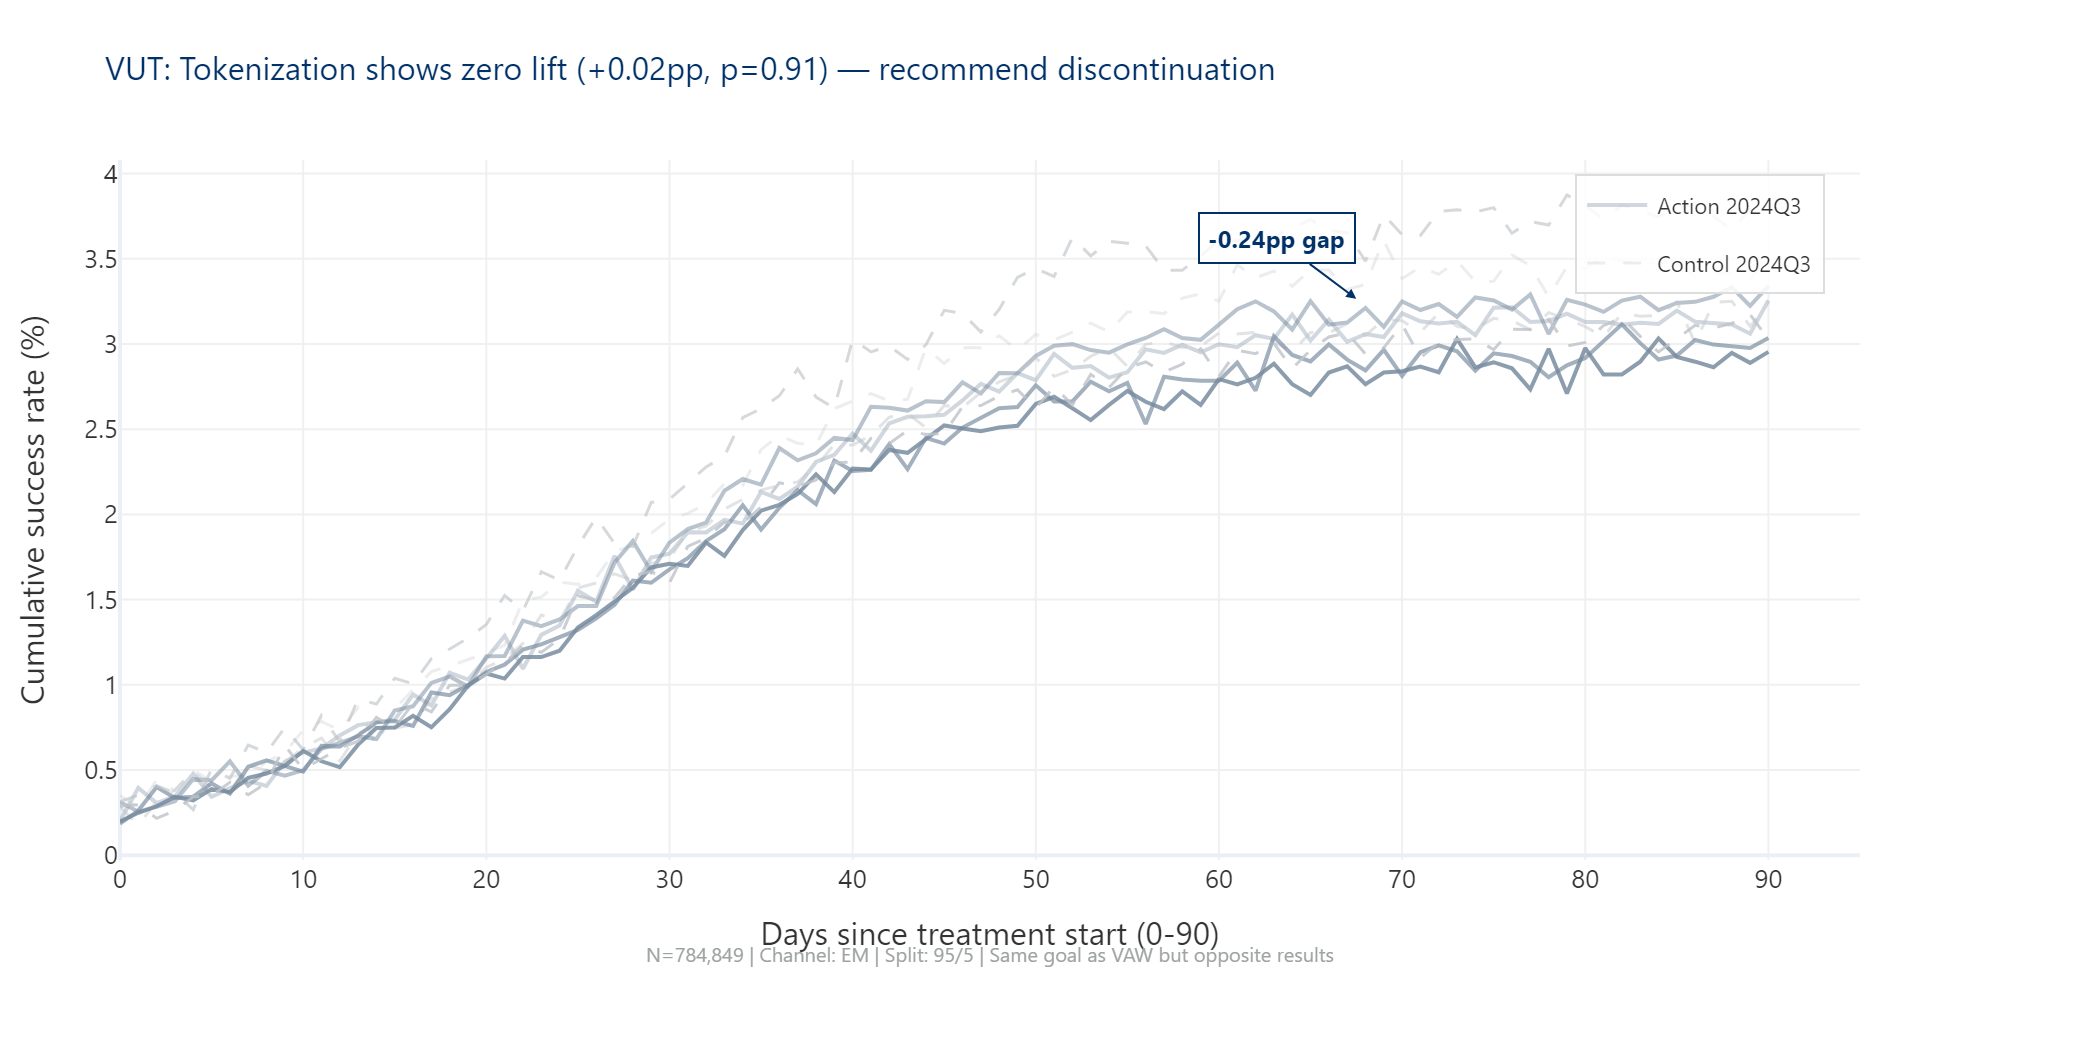 VUT: Tokenization shows zero lift (+0.02pp, p=0.91) — recommend discontinuation
4
3.5
3
2.5
2
1.5
1
0.5
0
Cumulative success rate (%)
-0.24pp gap
Action 2024Q3
Control 2024Q3
0 10 20 30 40 50 60 70 80 90
Days since treatment start (0-90)
N=784,849 | Channel: EM | Split: 95/5 | Same goal as VAW but opposite results